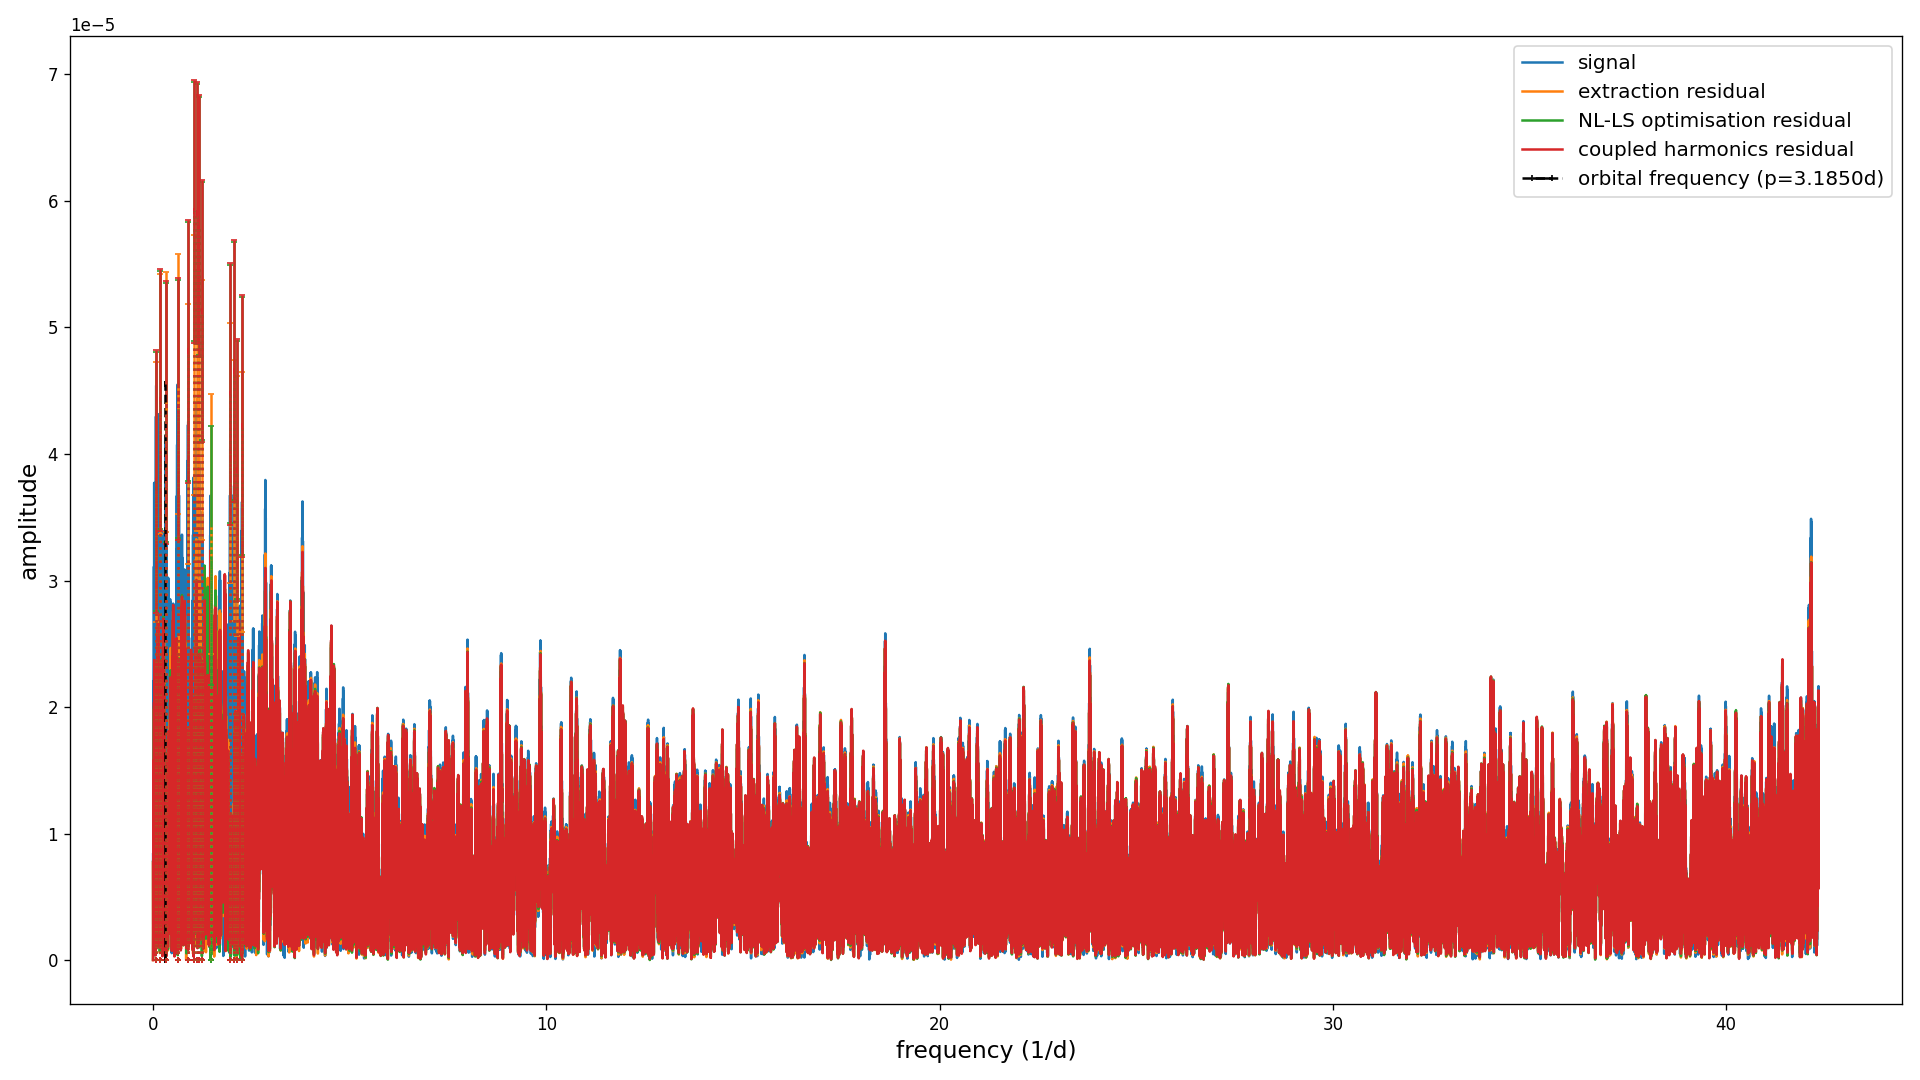 1e−5
7
6
5
4
3
2
1
0
amplitude
0
10
20
30
40
frequency (1/d)
signal
extraction residual
NL-LS optimisation residual
coupled harmonics residual
orbital frequency (p=3.1850d)